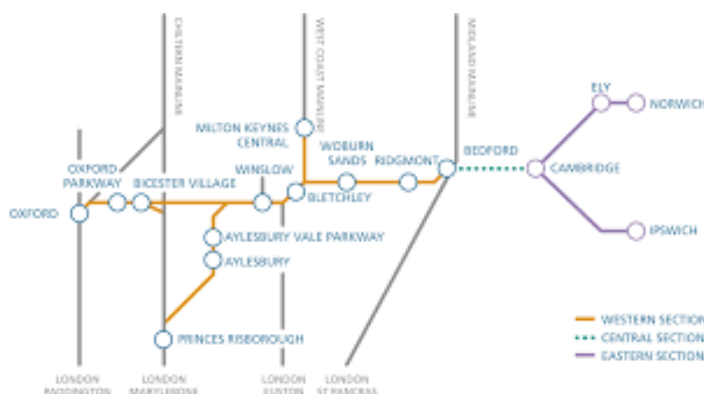 CHILTERN MAINLINE
WEST COAST MAINLINE
MIDLAND MAINLINE
ELY
NORWICH
MILTON KEYNES
CENTRAL
WOBURN
SANDS
RIDGMONT
BEDFORD
OXFORD
PARKWAY
BICESTER VILLAGE
WINSLOW
CAMBRIDGE
BLETCHLEY
OXFORD
AYLESBURY VALE PARKWAY
IPSWICH
AYLESBURY
PRINCES RISBOROUGH
WESTERN SECTION
CENTRAL SECTION
EASTERN SECTION
LONDON
PADDINGTON
LONDON
MARYLEBONE
LONDON
EUSTON
LONDON
ST PANCRAS